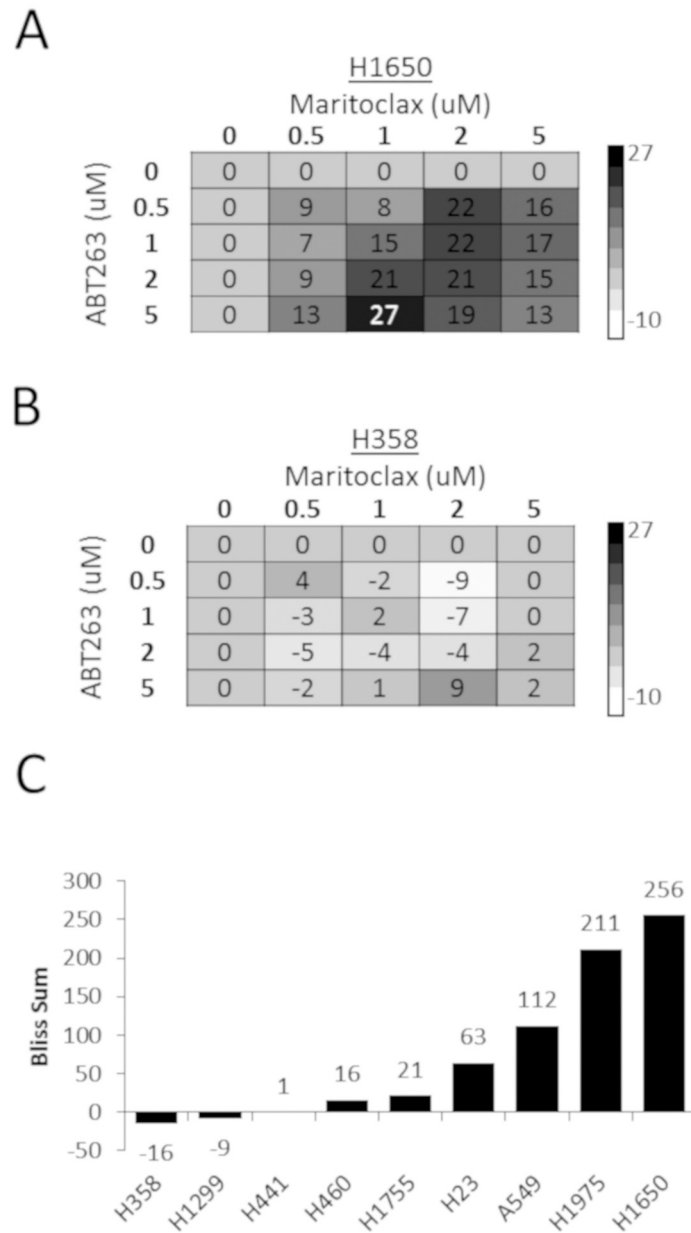 A
H1650
Maritoclax (uM)
0 0.5 1 2 5
ABT263 (uM)
0 0 0 0 0 0
0.5 0 9 8 22 16
1 0 7 15 22 17
2 0 9 21 21 15
5 0 13 27 19 13
27
-10
B
H358
Maritoclax (uM)
0 0.5 1 2 5
ABT263 (uM)
0 0 0 0 0 0
0.5 0 4 -2 -9 0
1 0 -3 2 -7 0
2 0 -5 -4 -4 2
5 0 -2 1 9 2
27
-10
C
Bliss Sum
300
250
200
150
100
50
0
-50
-16 -9 1 16 21 63 112 211 256
H358 H1299 H441 H460 H1755 H23 A549 H1975 H1650